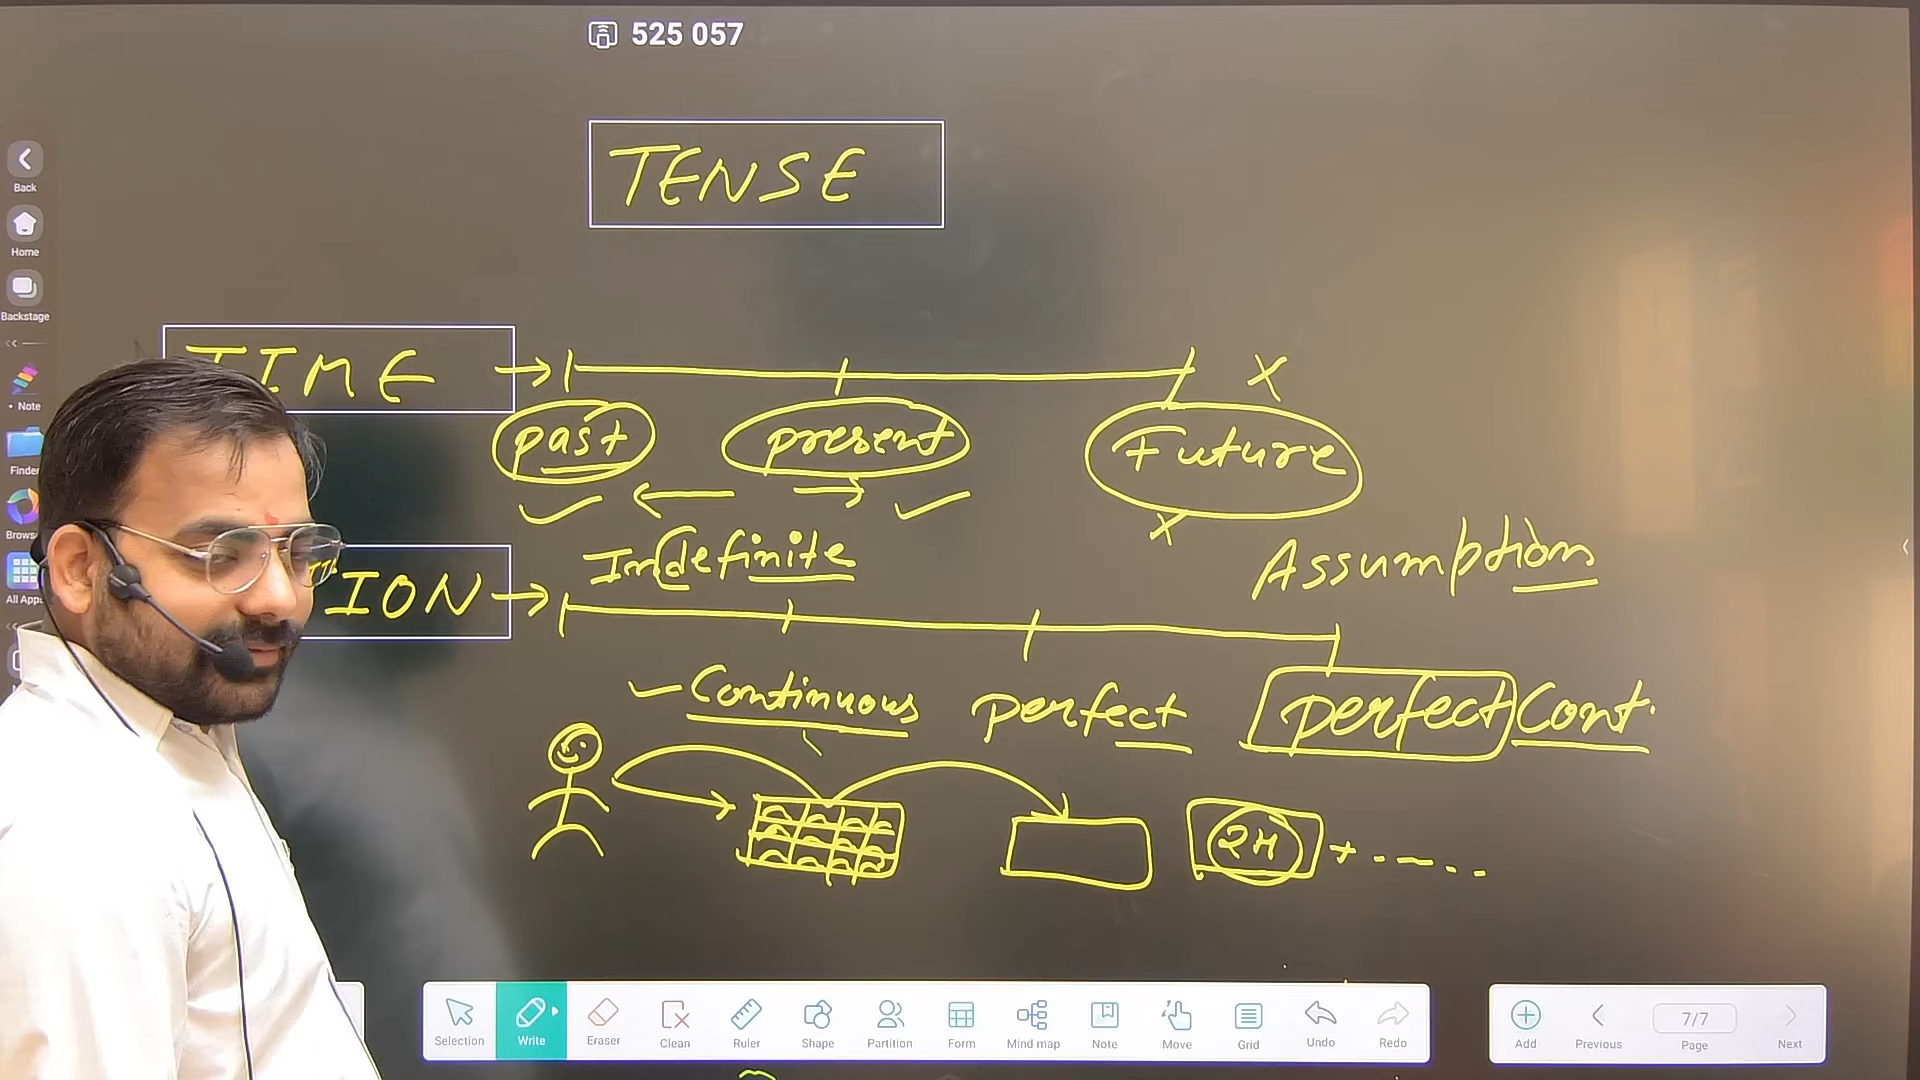 525 057
TENSE
Back
Home
Backstage
TIME
past present Future
Note
Finder
Indefinite
Assumption
ION
All Apps
Continuous perfect perfect Cont.
2H + -----
Selection Write Eraser Clean Ruler Shape Partition Form Mind map Note Move Grid Undo Redo
Add Previous 7/7 Page Next